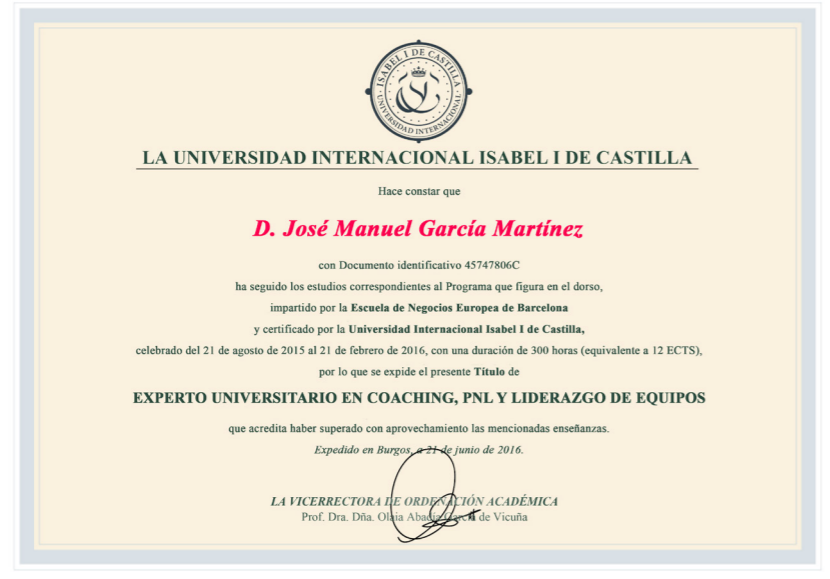 ISABEL I DE CASTILLA
UNIVERSIDAD INTERNACIONAL
LA UNIVERSIDAD INTERNACIONAL ISABEL I DE CASTILLA
Hace constar que
D. José Manuel García Martínez
con Documento identificativo 45747806C
ha seguido los estudios correspondientes al Programa que figura en el dorso,
impartido por la Escuela de Negocios Europea de Barcelona
y certificado por la Universidad Internacional Isabel I de Castilla,
celebrado del 21 de agosto de 2015 al 21 de febrero de 2016, con una duración de 300 horas (equivalente a 12 ECTS),
por lo que se expide el presente Título de
EXPERTO UNIVERSITARIO EN COACHING, PNL Y LIDERAZGO DE EQUIPOS
que acredita haber superado con aprovechamiento las mencionadas enseñanzas.
Expedido en Burgos, a 21 de junio de 2016.
LA VICERRECTORA DE ORDENACIÓN ACADÉMICA
Prof. Dra. Dña. Olaia Abadía García de Vicuña